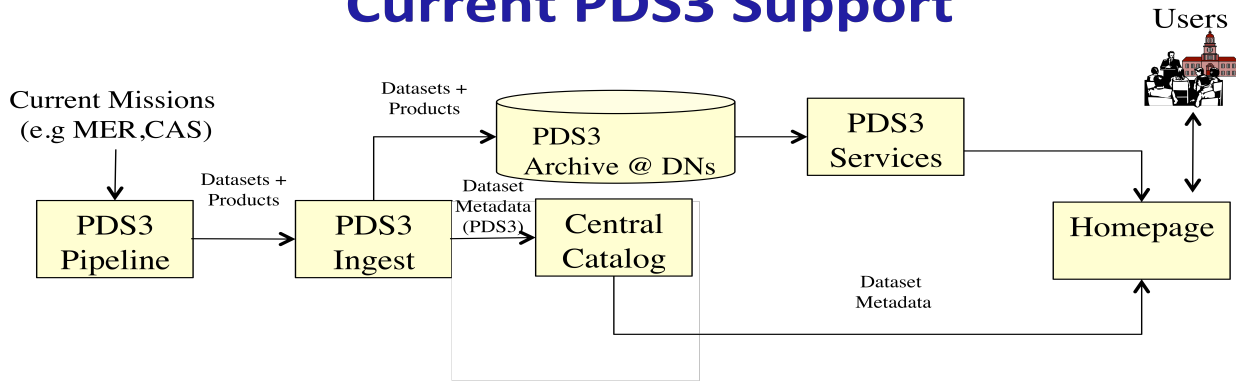 Current PDS3 Support
Users
Current Missions
(e.g MER,CAS)
Datasets +
Products
Datasets +
Products
PDS3
Archive @ DNs
PDS3
Services
PDS3
Pipeline
PDS3
Ingest
Dataset
Metadata
(PDS3)
Central
Catalog
Homepage
Dataset
Metadata